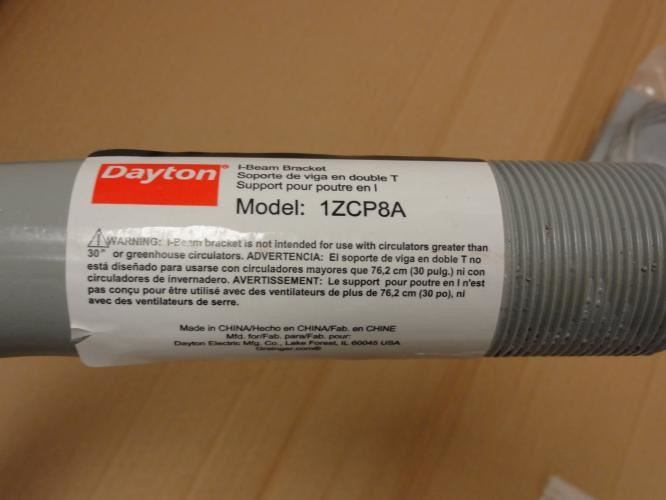 Dayton®
I-Beam Bracket
Soporte de viga en double T
Support pour poutre en I
Model: 1ZCP8A
WARNING: I-Beam bracket is not intended for use with circulators greater than
30" or greenhouse circulators. ADVERTENCIA: El soporte de viga en doble T no
está diseñado para usarse con circuladores mayores que 76,2 cm (30 pulg.) ni con
circuladores de invernadero. AVERTISSEMENT: Le support pour poutre en I n'est
pas conçu pour être utilisé avec des ventilateurs de plus de 76,2 cm (30 po), ni
avec des ventilateurs de serre.
Made in CHINA/Hecho en CHINA/Fab. en CHINE
Mfd. for/Fab. para/Fab. pour:
Dayton Electric Mfg. Co., Lake Forest, IL 60045 USA
Grainger.com®